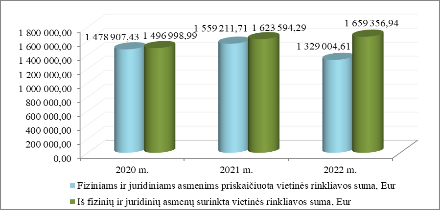 1 559 211,71 1 623 594,29 1 659 356,94
1 800 000,00 1 478 907,43 1 496 998,99
1 600 000,00 1 329 004,61
1 400 000,00
1 200 000,00
1 000 000,00
800 000,00
600 000,00
400 000,00
200 000,00
0.00
2020 m. 2021 m. 2022 m.
Fiziniams ir juridiniams asmenims priskaičiuota vietinės rinkliavos suma, Eur
Iš fizinių ir juridinių asmenų surinkta vietinės rinkliavos suma, Eur